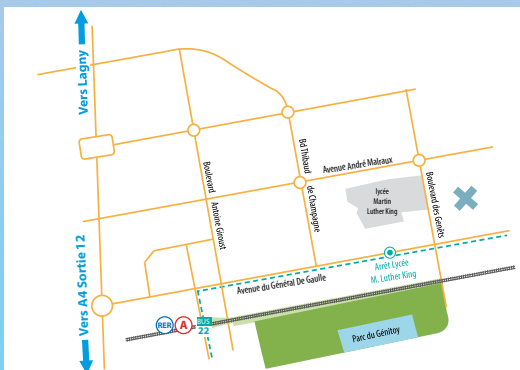 Vers Lagny
Bd Thibaud
de Champagne
Avenue André Malraux
Boulevard
Antoine Giroust
lycée
Martin
Luther King
Boulevard des Genêts
Vers A4 Sortie 12
Arrêt Lycée
M. Luther King
Avenue du Général De Gaulle
RER A BUS
22
Parc du Génitoy